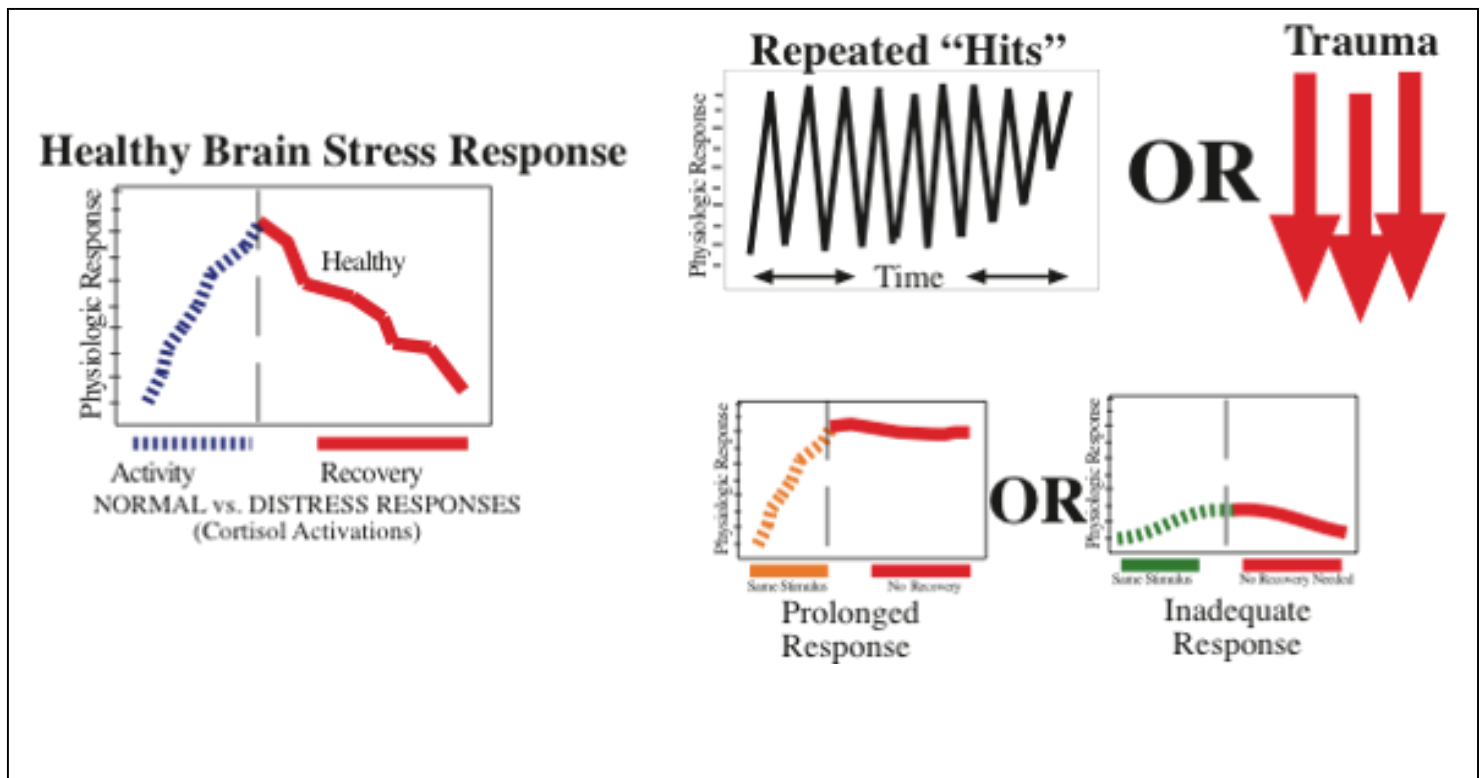 Healthy Brain Stress Response
Physiologic Response
Healthy
Activity
Recovery
NORMAL vs. DISTRESS RESPONSES
(Cortisol Activations)
Repeated “Hits”
Physiologic Response
Time
OR
Trauma
Physiologic Response
Same Stimulus
No Recovery
Prolonged
Response
OR
Physiologic Response
Same Stimulus
No Recovery Needed
Inadequate
Response